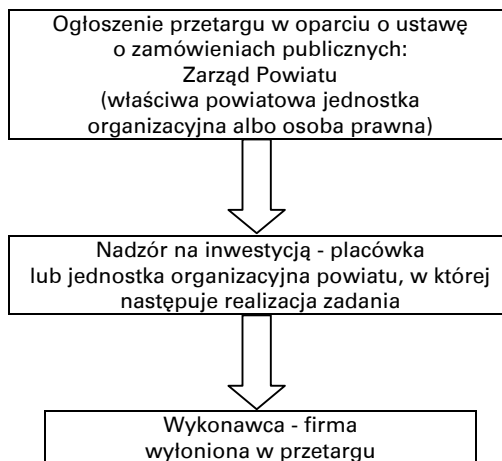 Ogłoszenie przetargu w oparciu o ustawę
o zamówieniach publicznych:
Zarząd Powiatu
(właściwa powiatowa jednostka
organizacyjna albo osoba prawna)
Nadzór na inwestycją - placówka
lub jednostka organizacyjna powiatu, w której
następuje realizacja zadania
Wykonawca - firma
wyłoniona w przetargu